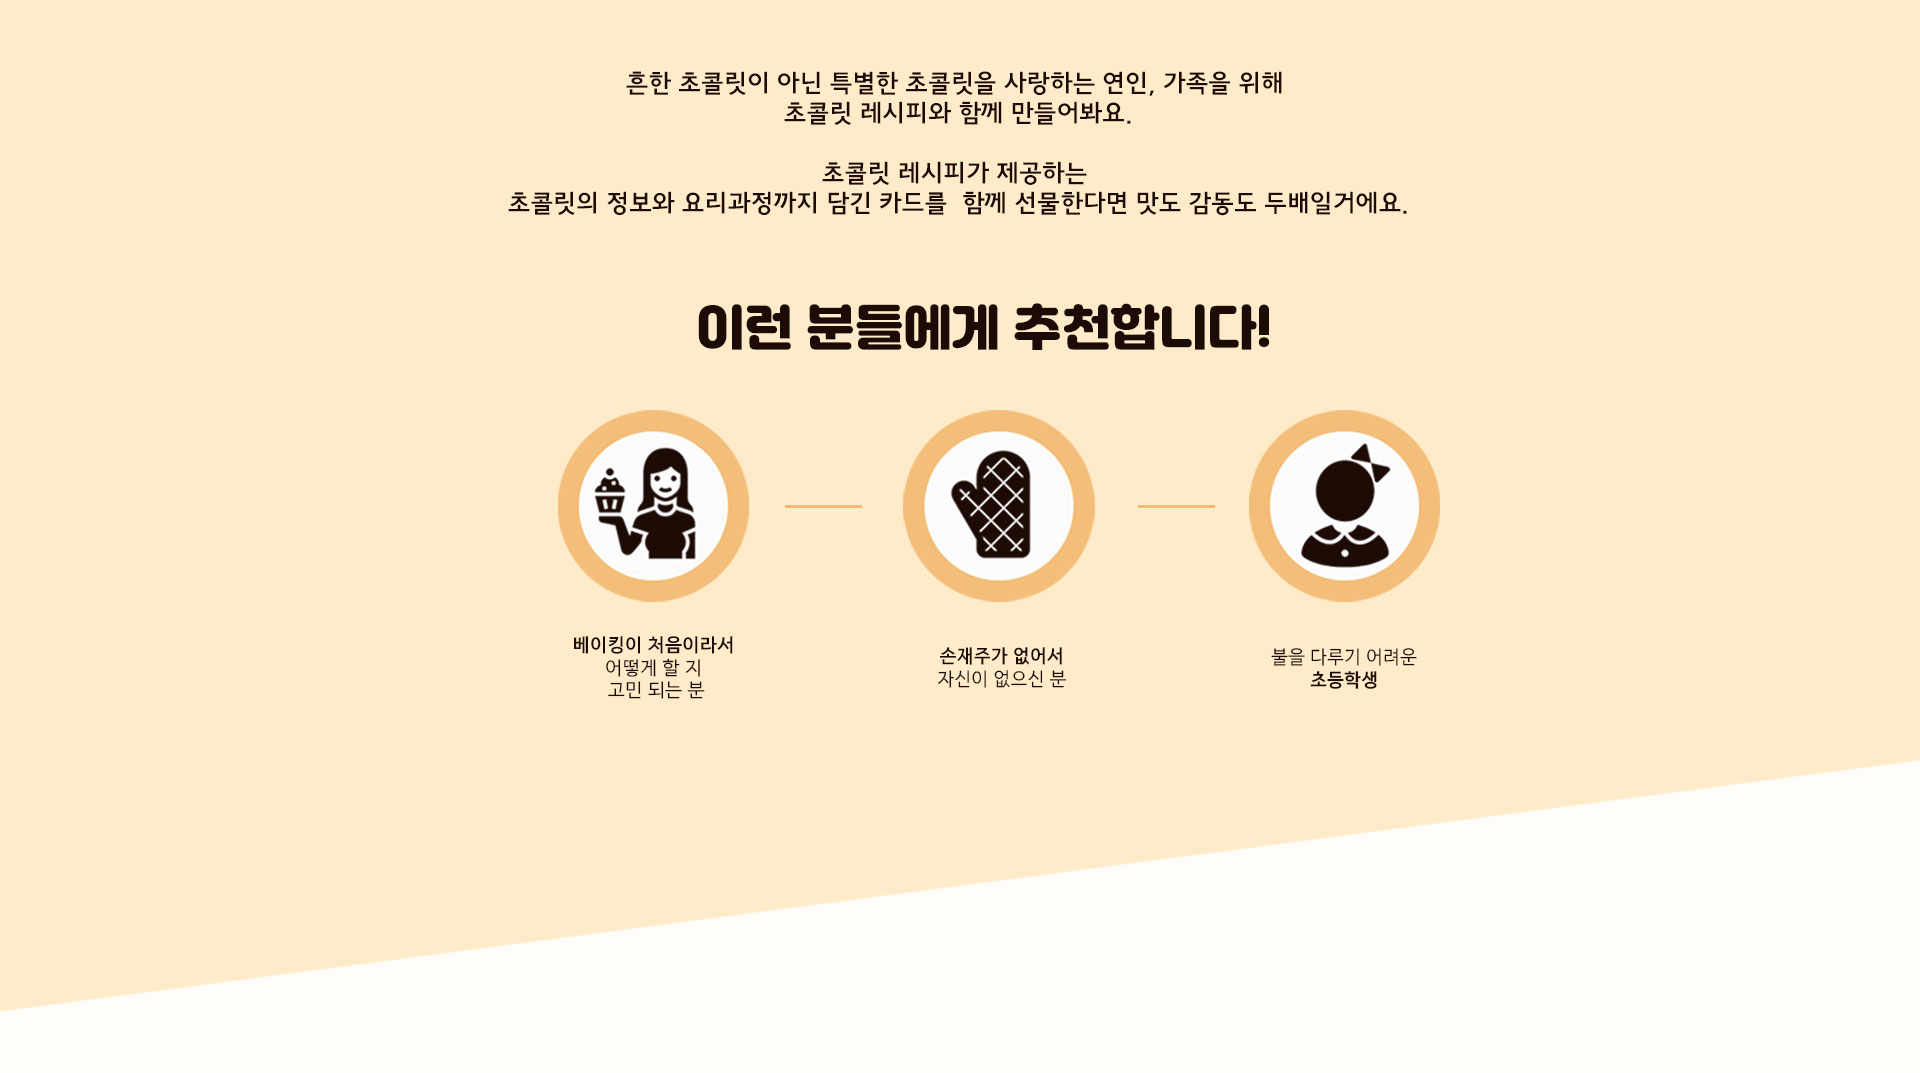 흔한 초콜릿이 아닌 특별한 초콜릿을 사랑하는 연인, 가족을 위해
초콜릿 레시피와 함께 만들어봐요.
초콜릿 레시피가 제공하는
초콜릿의 정보와 요리과정까지 담긴 카드를  함께 선물한다면 맛도 감동도 두배일거에요.
이런 분들에게 추천합니다!
베이킹이 처음이라서
어떻게 할 지
고민 되는 분
손재주가 없어서
자신이 없으신 분
불을 다루기 어려운
초등학생